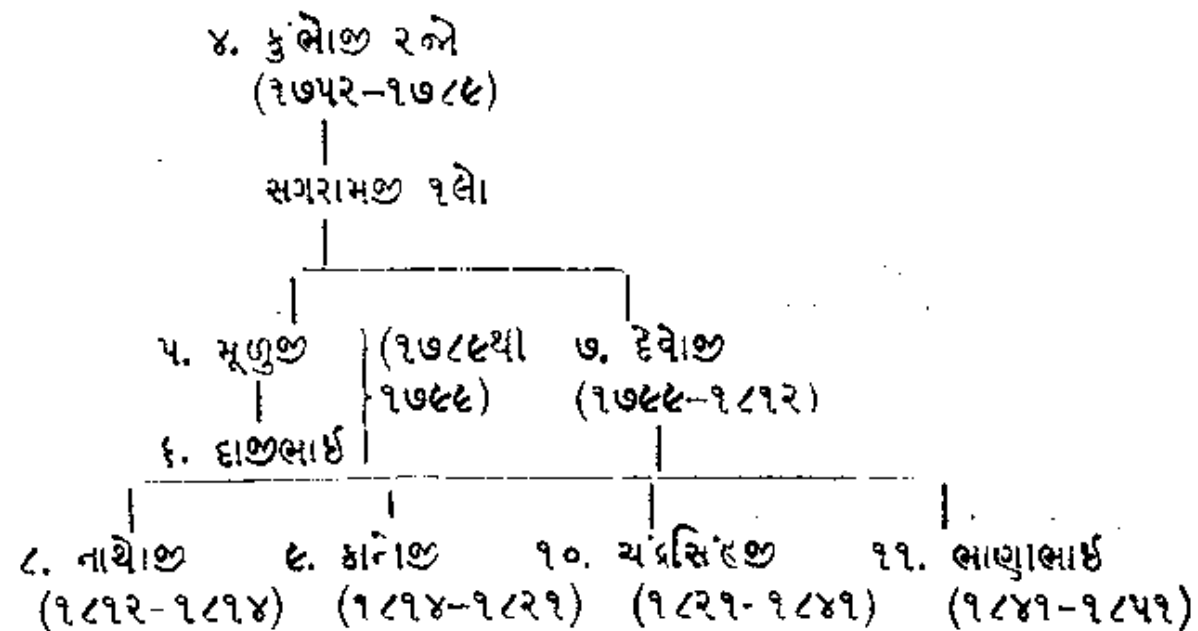 ૪. કુંભોજી ૨જો
(૧૭૫૨–૧૭૮૯)
સગરામજી ૧લો
૫. મૂળુજી
(૧૭૮૯થી
૧૭૯૯)
૬. દાજીભાઈ
૭. દેવોજી
(૧૭૯૯–૧૮૧૨)
૮. નાથોજી
(૧૮૧૨-૧૮૧૪)
૯. કાનોજી
(૧૮૧૪–૧૮૨૧)
૧૦. ચંદ્રસિંહજી
(૧૮૨૧-૧૮૪૧)
૧૧. ભાણાભાઈ
(૧૮૪૧–૧૮૫૧)